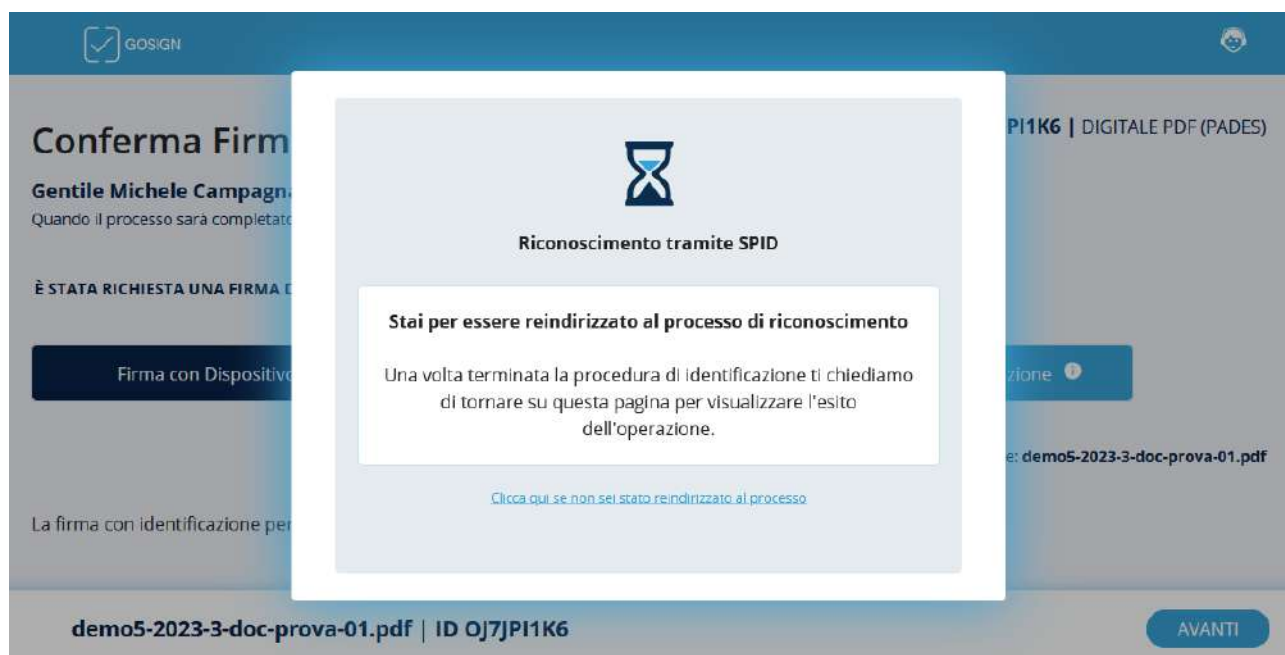 GOSIGN
Conferma Firm
PI1K6 | DIGITALE PDF (PADES)
Gentile Michele Campagn
Quando il processo sarà completato
È STATA RICHIESTA UNA FIRMA D
Firma con Dispositivo
zione
e: demo5-2023-3-doc-prova-01.pdf
La firma con identificazione per
Riconoscimento tramite SPID
Stai per essere reindirizzato al processo di riconoscimento
Una volta terminata la procedura di identificazione ti chiediamo
di tornare su questa pagina per visualizzare l'esito
dell'operazione.
Clicca qui se non sei stato reindirizzato al processo
demo5-2023-3-doc-prova-01.pdf | ID OJ7JPI1K6
AVANTI